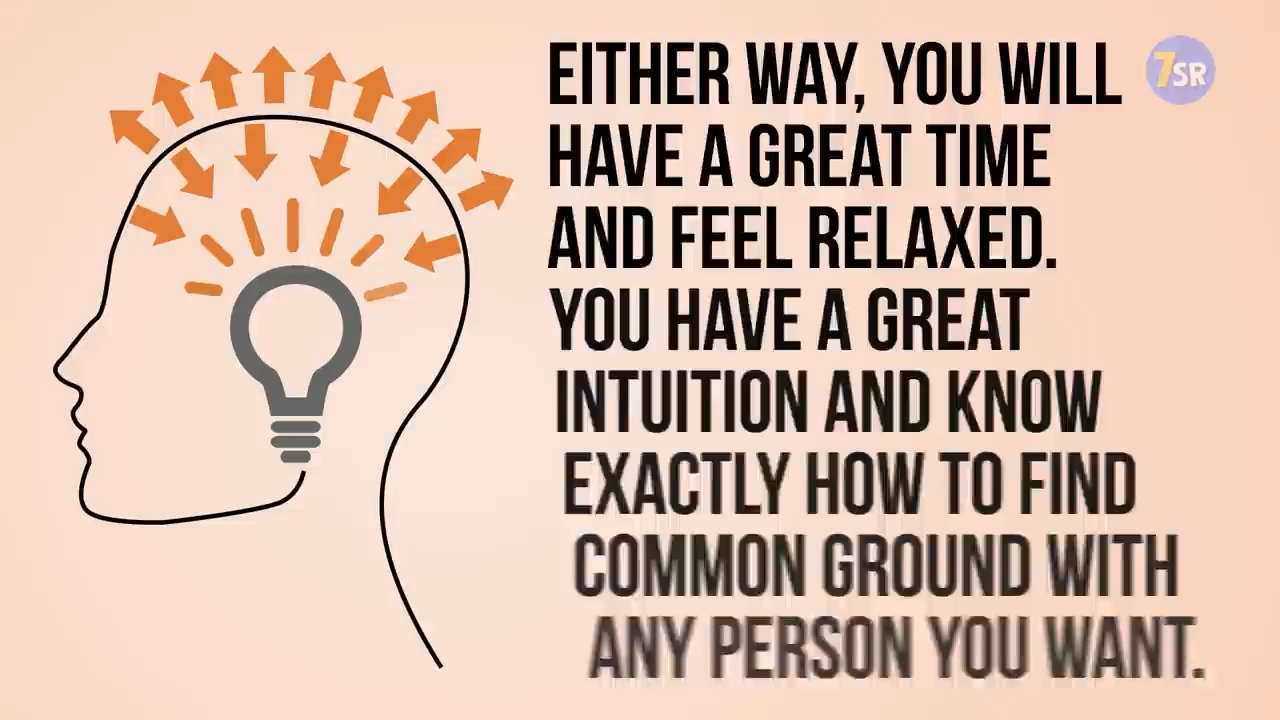 EITHER WAY, YOU WILL
HAVE A GREAT TIME
AND FEEL RELAXED.
YOU HAVE A GREAT
INTUITION AND KNOW
EXACTLY HOW TO FIND
COMMON GROUND WITH
ANY PERSON YOU WANT.
7SR